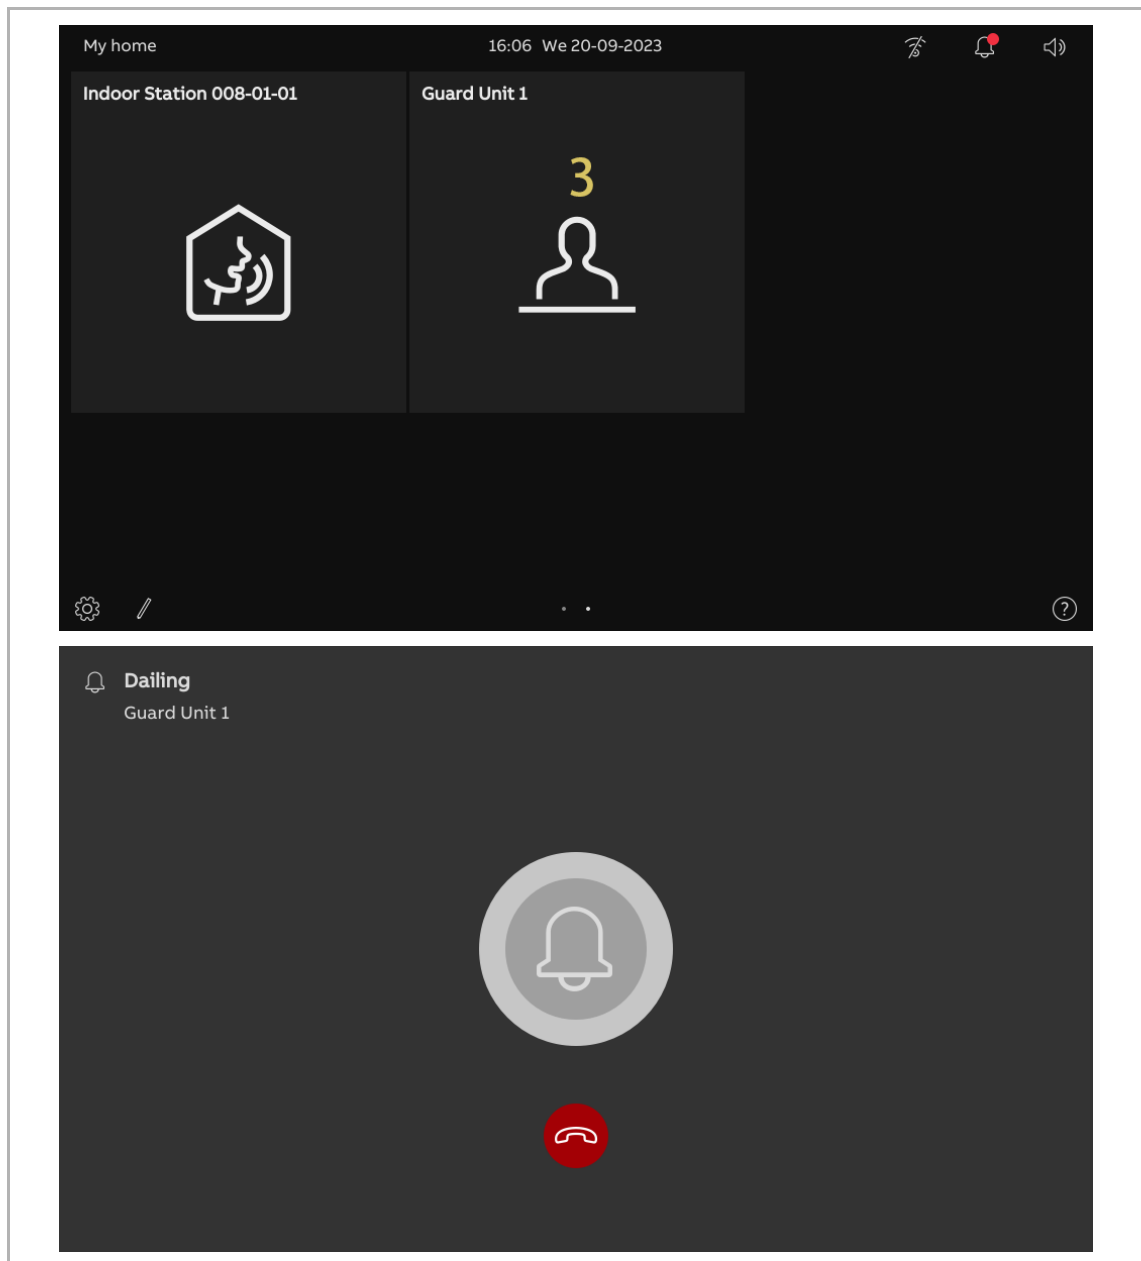 My home 16:06 We 20-09-2023
Indoor Station 008-01-01 Guard Unit 1
3
?
Dailing
Guard Unit 1